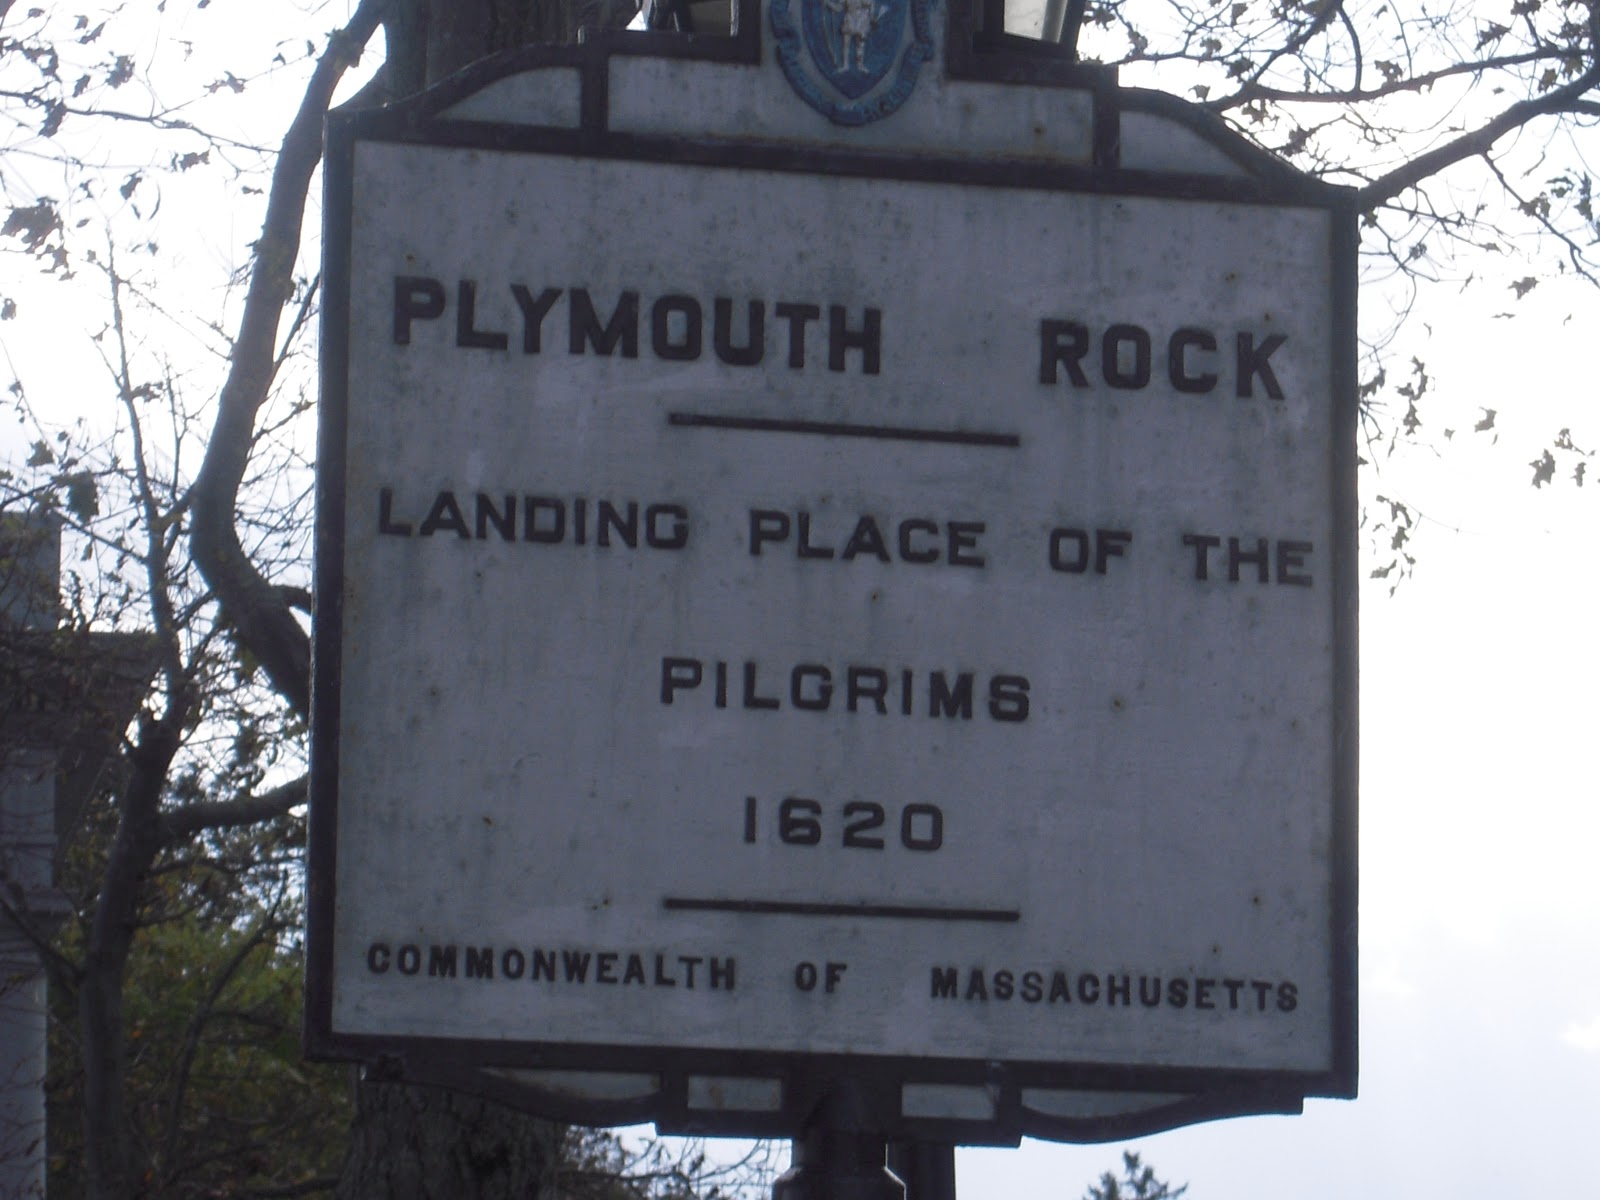 PLYMOUTH ROCK
LANDING PLACE OF THE
PILGRIMS
1620
COMMONWEALTH OF MASSACHUSETTS